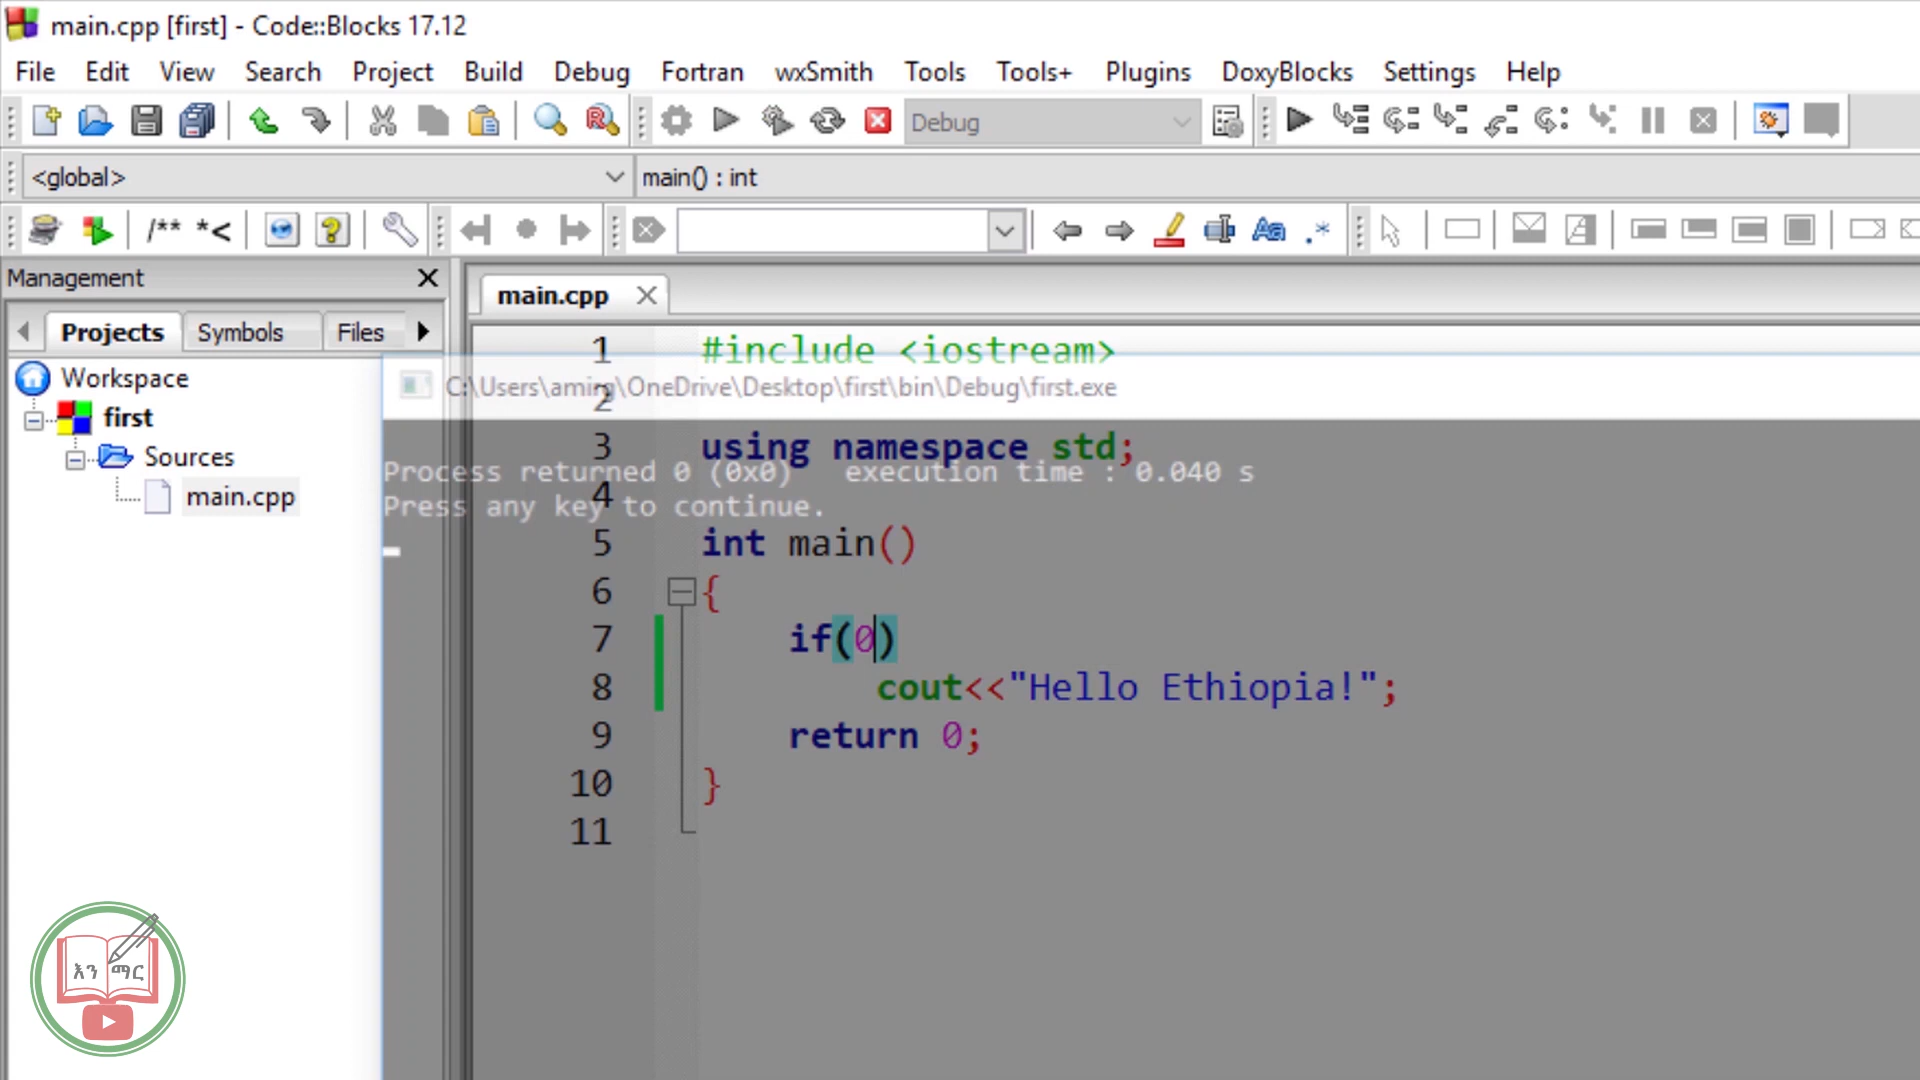 main.cpp [first] - Code::Blocks 17.12
File Edit View Search Project Build Debug Fortran wxSmith Tools Tools+ Plugins DoxyBlocks Settings Help
Debug
<global> main() : int
/** *<
Management
main.cpp
Projects Symbols Files
Workspace
first
Sources
main.cpp
1 #include <iostream>
C:\Users\aming\OneDrive\Desktop\first\bin\Debug\first.exe
2
3 using namespace std;
Process returned 0 (0x0)   execution time : 0.040 s
4
Press any key to continue.
5 int main()
6 {
7 if(0)
8 cout<<"Hello Ethiopia!";
9 return 0;
10 }
11
እን ማር